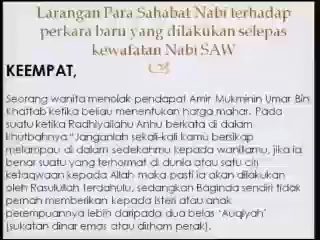 Larangan Para Sahabat Nabi terhadap
perkara baru yang dilakukan selepas
kewafatan Nabi SAW
KEEMPAT,
Seorang wanita menolak pendapat Amir Mukminin Umar Bin
Khattab ketika beliau menentukan harga mahar. Pada
suatu ketika Radhiyallahu Anhu berkata di dalam
khutbahnya "Janganlah sekali-kali kamu bersikap
melampau di dalam sedekahmu kepada wanitamu, jika ia
benar suatu yang terhormat di dunia atau satu ciri
ketaqwaan kepada Allah maka pasti ia akan dilakukan
oleh Rasulullah terdahulu, sedangkan Baginda sendiri tidak
pernah memberikan kepada isteri atau anak
perempuannya lebih daripada dua belas 'Auqiyah'
(sukatan dinar emas atau dirham perak).